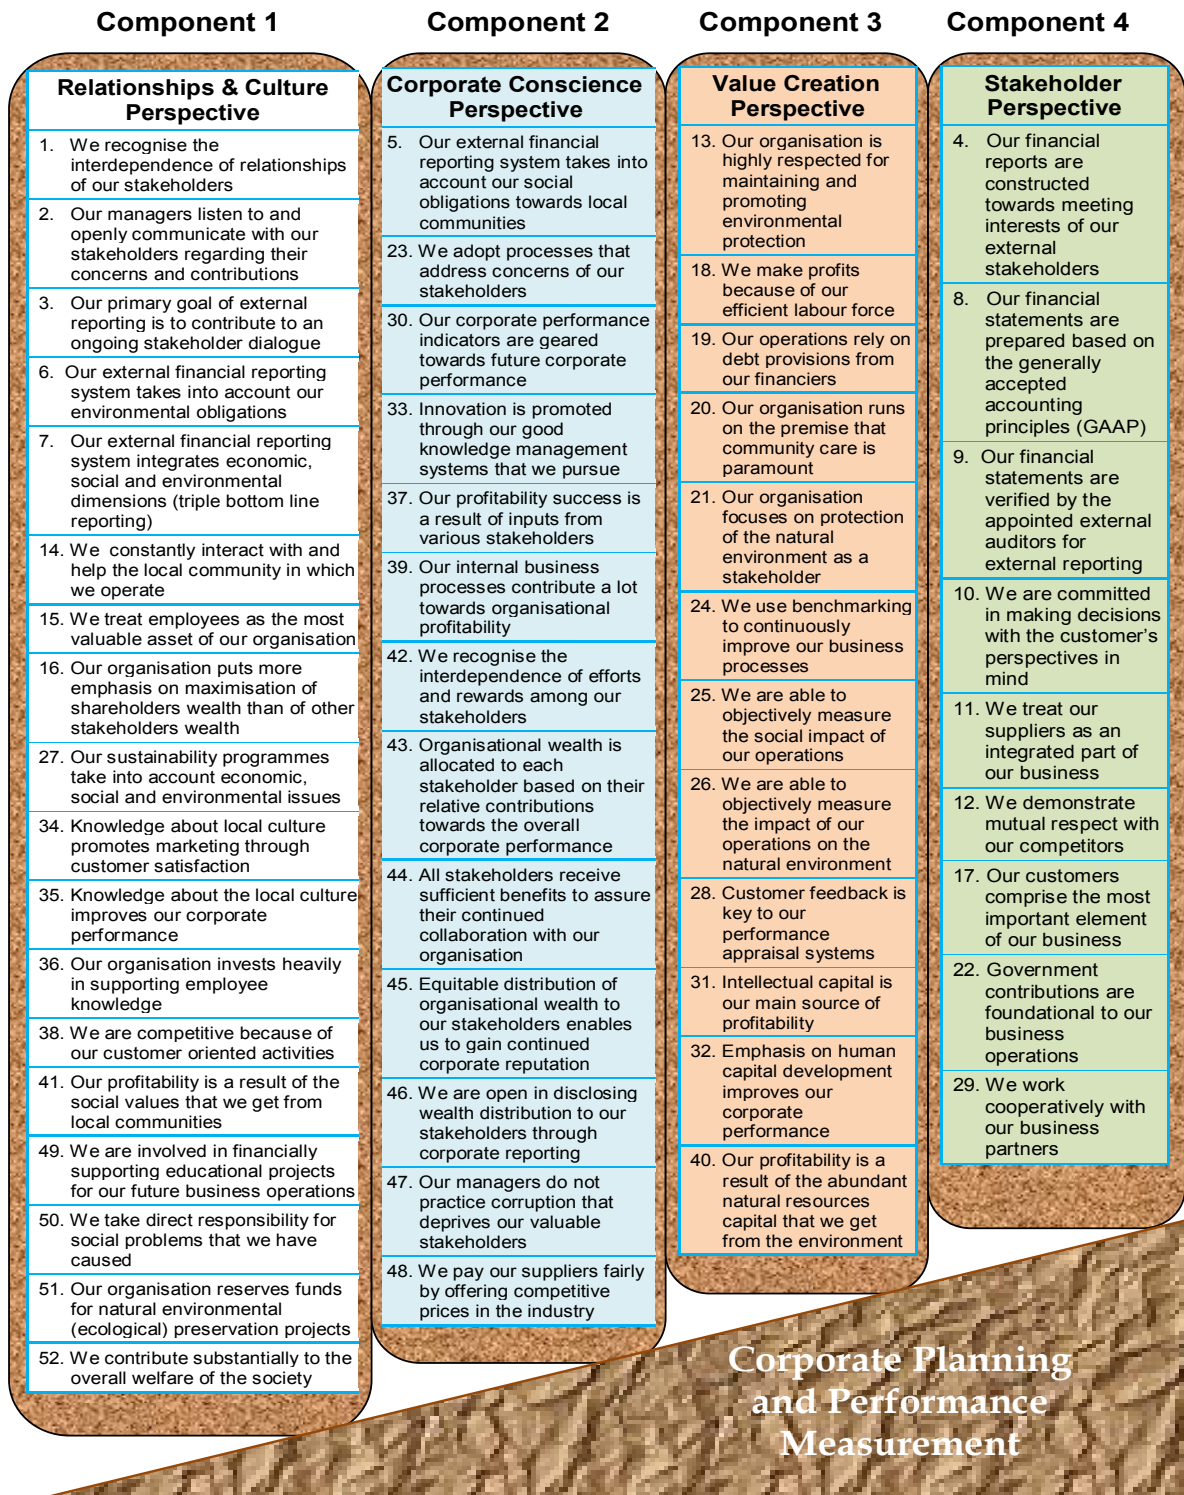 Component 1
Relationships & Culture
Perspective
1. We recognise the
interdependence of relationships
of our stakeholders
2. Our managers listen to and
openly communicate with our
stakeholders regarding their
concerns and contributions
3. Our primary goal of external
reporting is to contribute to an
ongoing stakeholder dialogue
6. Our external financial reporting
system takes into account our
environmental obligations
7. Our external financial reporting
system integrates economic,
social and environmental
dimensions (triple bottom line
reporting)
14. We constantly interact with and
help the local community in which
we operate
15. We treat employees as the most
valuable asset of our organisation
16. Our organisation puts more
emphasis on maximisation of
shareholders wealth than of other
stakeholders wealth
27. Our sustainability programmes
take into account economic,
social and environmental issues
34. Knowledge about local culture
promotes marketing through
customer satisfaction
35. Knowledge about the local culture
improves our corporate
performance
36. Our organisation invests heavily
in supporting employee
knowledge
38. We are competitive because of
our customer oriented activities
41. Our profitability is a result of the
social values that we get from
local communities
49. We are involved in financially
supporting educational projects
for our future business operations
50. We take direct responsibility for
social problems that we have
caused
51. Our organisation reserves funds
for natural environmental
(ecological) preservation projects
52. We contribute substantially to the
overall welfare of the society
Component 2
Corporate Conscience
Perspective
5. Our external financial
reporting system takes into
account our social
obligations towards local
communities
23. We adopt processes that
address concerns of our
stakeholders
30. Our corporate performance
indicators are geared
towards future corporate
performance
33. Innovation is promoted
through our good
knowledge management
systems that we pursue
37. Our profitability success is
a result of inputs from
various stakeholders
39. Our internal business
processes contribute a lot
towards organisational
profitability
42. We recognise the
interdependence of efforts
and rewards among our
stakeholders
43. Organisational wealth is
allocated to each
stakeholder based on their
relative contributions
towards the overall
corporate performance
44. All stakeholders receive
sufficient benefits to assure
their continued
collaboration with our
organisation
45. Equitable distribution of
organisational wealth to
our stakeholders enables
us to gain continued
corporate reputation
46. We are open in disclosing
wealth distribution to our
stakeholders through
corporate reporting
47. Our managers do not
practice corruption that
deprives our valuable
stakeholders
48. We pay our suppliers fairly
by offering competitive
prices in the industry
Component 3
Value Creation
Perspective
13. Our organisation is
highly respected for
maintaining and
promoting
environmental
protection
18. We make profits
because of our
efficient labour force
19. Our operations rely on
debt provisions from
our financiers
20. Our organisation runs
on the premise that
community care is
paramount
21. Our organisation
focuses on protection
of the natural
environment as a
stakeholder
24. We use benchmarking
to continuously
improve our business
processes
25. We are able to
objectively measure
the social impact of
our operations
26. We are able to
objectively measure
the impact of our
operations on the
natural environment
28. Customer feedback is
key to our
performance
appraisal systems
31. Intellectual capital is
our main source of
profitability
32. Emphasis on human
capital development
improves our
corporate
performance
40. Our profitability is a
result of the abundant
natural resources
capital that we get
from the environment
Component 4
Stakeholder
Perspective
4. Our financial
reports are
constructed
towards meeting
interests of our
external
stakeholders
8. Our financial
statements are
prepared based on
the generally
accepted
accounting
principles (GAAP)
9. Our financial
statements are
verified by the
appointed external
auditors for
external reporting
10. We are committed
in making decisions
with the customer's
perspectives in
mind
11. We treat our
suppliers as an
integrated part of
our business
12. We demonstrate
mutual respect with
our competitors
17. Our customers
comprise the most
important element
of our business
22. Government
contributions are
foundational to our
business
operations
29. We work
cooperatively with
our business
partners
Corporate Planning
and Performance
Measurement